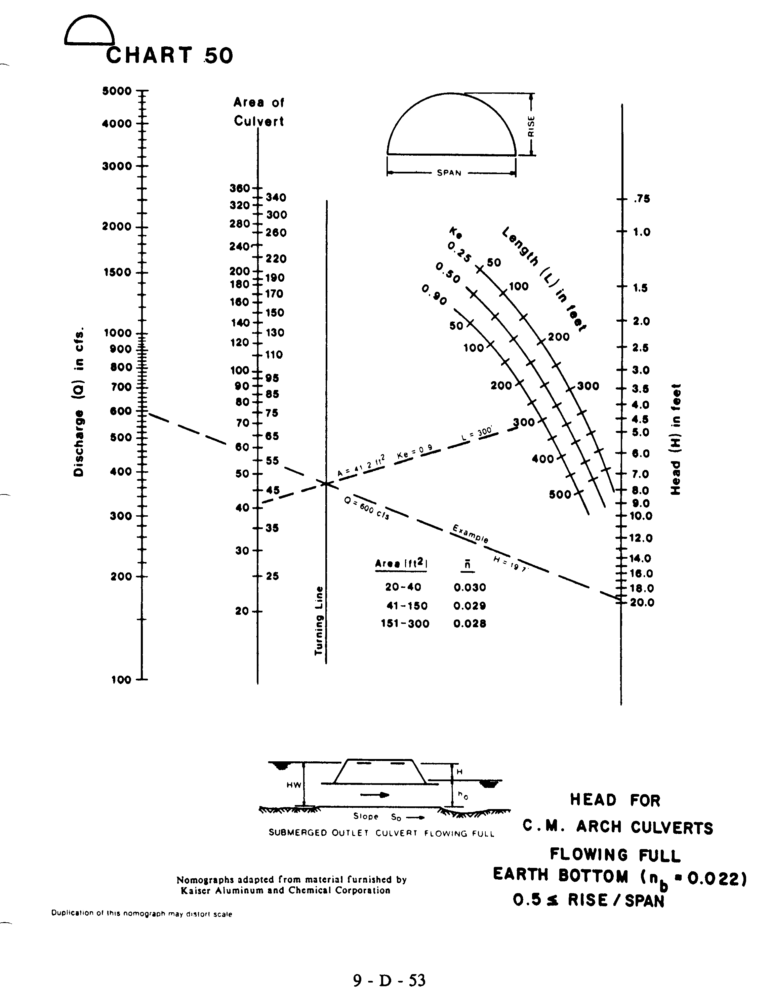 CHART 50
5000
4000
3000
2000
1500
1000
900
800
700
600
500
400
300
200
100
Discharge (Q) in cfs.
Area of
Culvert
360
340
320
300
280
260
240
220
200
190
180
170
160
150
140
130
120
110
100
95
90
85
80
75
70
65
60
55
50
45
40
35
30
25
20
Turning Line
RISE
SPAN
Ke
0.25
0.50
0.90
Length (L) in feet
50
100
200
300
50
100
200
300
400
500
A = 41.2 ft2 Ke = 0.9 L = 300'
Q = 600 cfs
Example
H = 19.7'
.75
1.0
1.5
2.0
2.5
3.0
3.5
4.0
4.5
5.0
6.0
7.0
8.0
9.0
10.0
12.0
14.0
16.0
18.0
20.0
Head (H) in feet
Area (ft2) n̄
20-40 0.030
41-150 0.029
151-300 0.028
HW
H
ho
Slope So
SUBMERGED OUTLET CULVERT FLOWING FULL
HEAD FOR
C.M. ARCH CULVERTS
FLOWING FULL
EARTH BOTTOM (nb = 0.022)
0.5 ≤ RISE / SPAN
Nomographs adapted from material furnished by
Kaiser Aluminum and Chemical Corporation
Duplication of this nomograph may distort scale
9 - D - 53